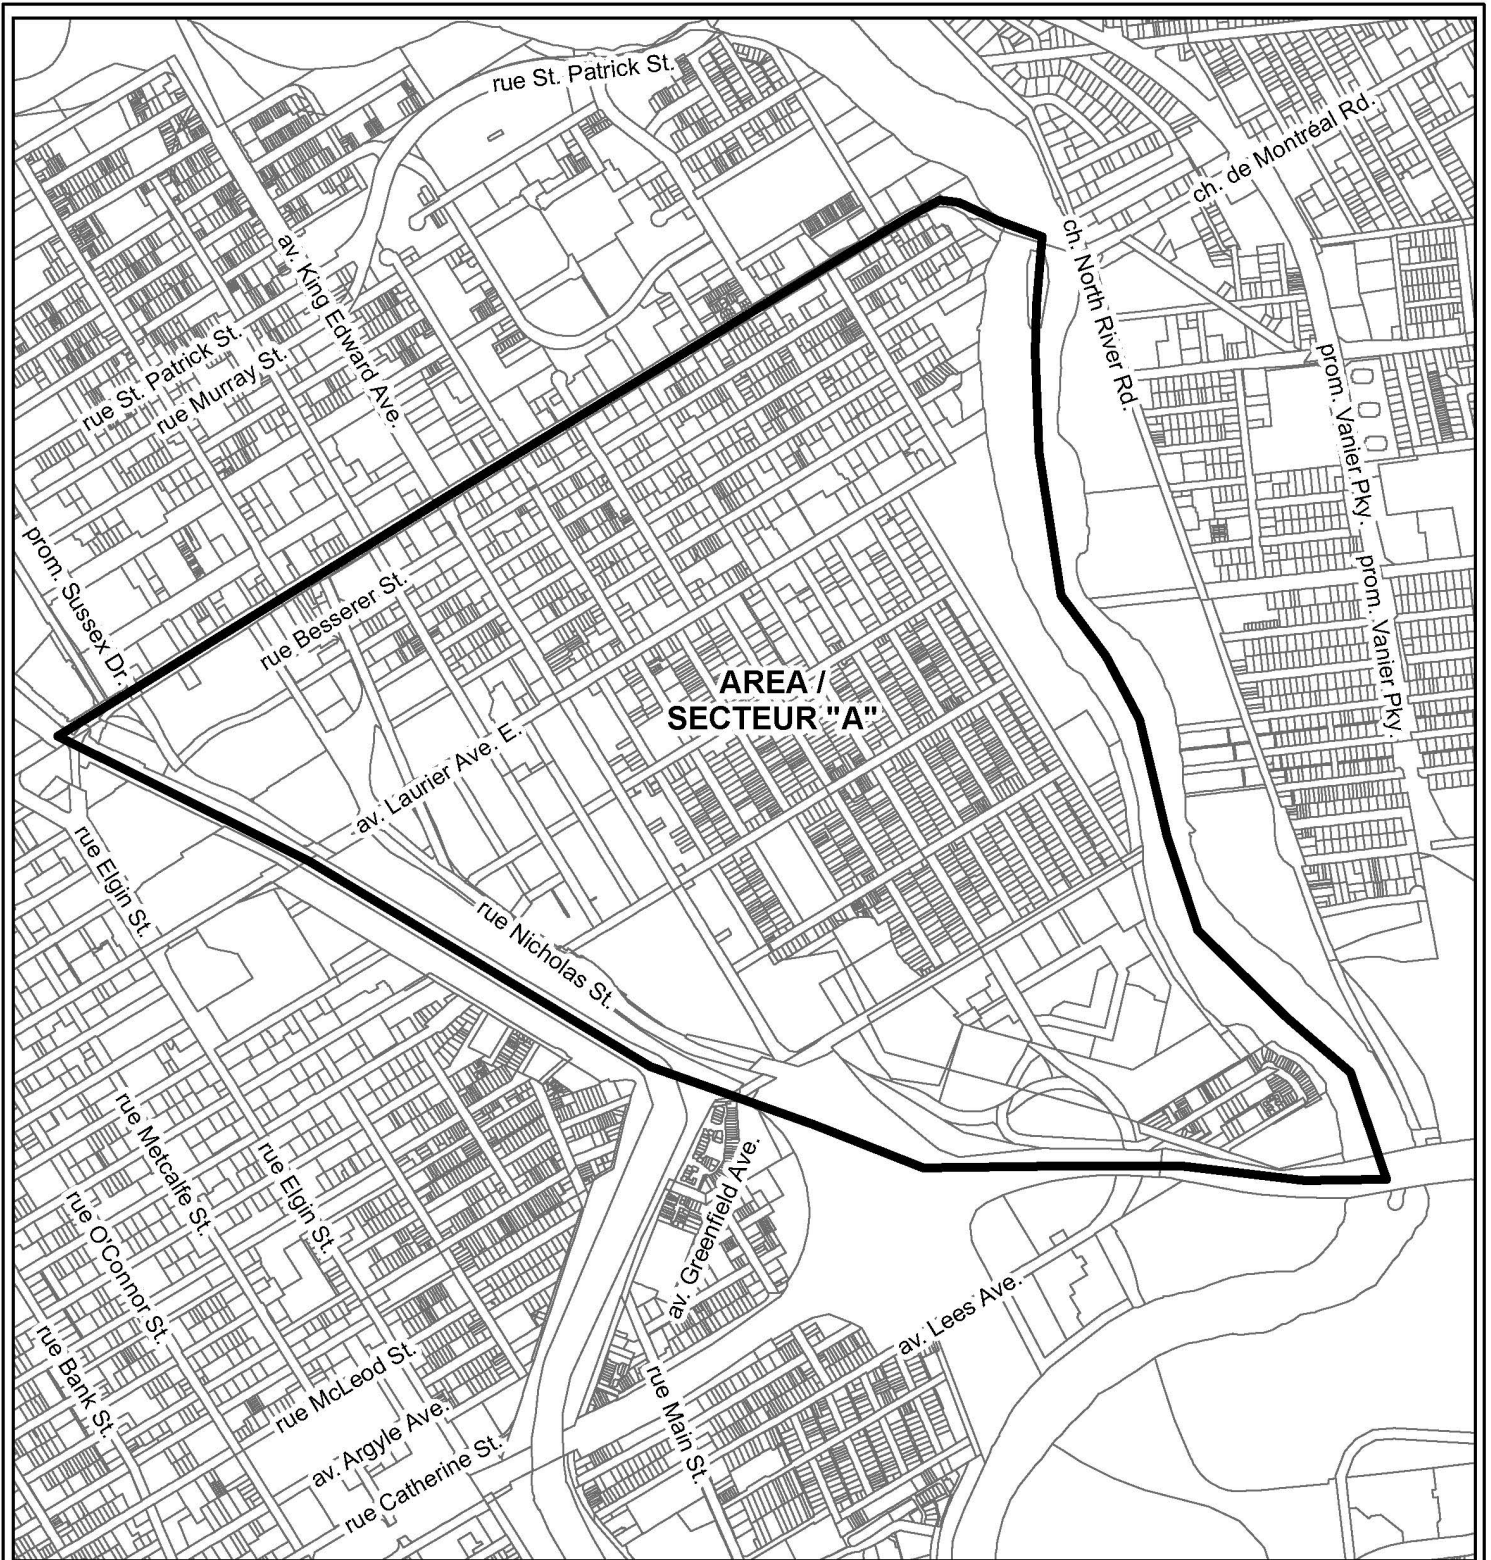 rue St. Patrick St.
ch. de Montréal Rd.
av. King Edward Ave.
ch. North River Rd.
rue St. Patrick St.
rue Murray St.
prom. Vanier Pky.
prom. Sussex Dr.
rue Besserer St.
prom. Vanier Pky.
AREA /
SECTEUR "A"
av. Laurier Ave. E.
rue Elgin St.
rue Nicholas St.
rue Metcalfe St.
rue Elgin St.
av. Greenfield Ave.
rue O'Connor St.
av. Lees Ave.
rue Bank St.
rue McLeod St.
rue Main St.
av. Argyle Ave.
rue Catherine St.